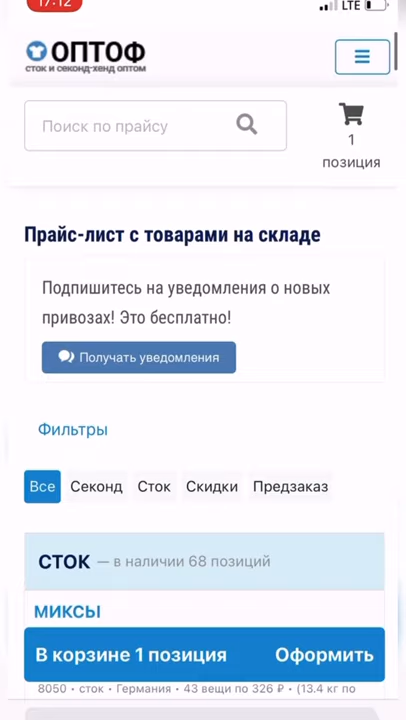 17:12
LTE
ОПТОФ
сток и секонд-хенд оптом
Поиск по прайсу
1
позиция
Прайс-лист с товарами на складе
Подпишитесь на уведомления о новых
привозах! Это бесплатно!
Получать уведомления
Фильтры
Все Секонд Сток Скидки Предзаказ
СТОК — в наличии 68 позиций
МИКСЫ
В корзине 1 позиция Оформить
8050 • сток • Германия • 43 вещи по 326 ₽ • (13.4 кг по